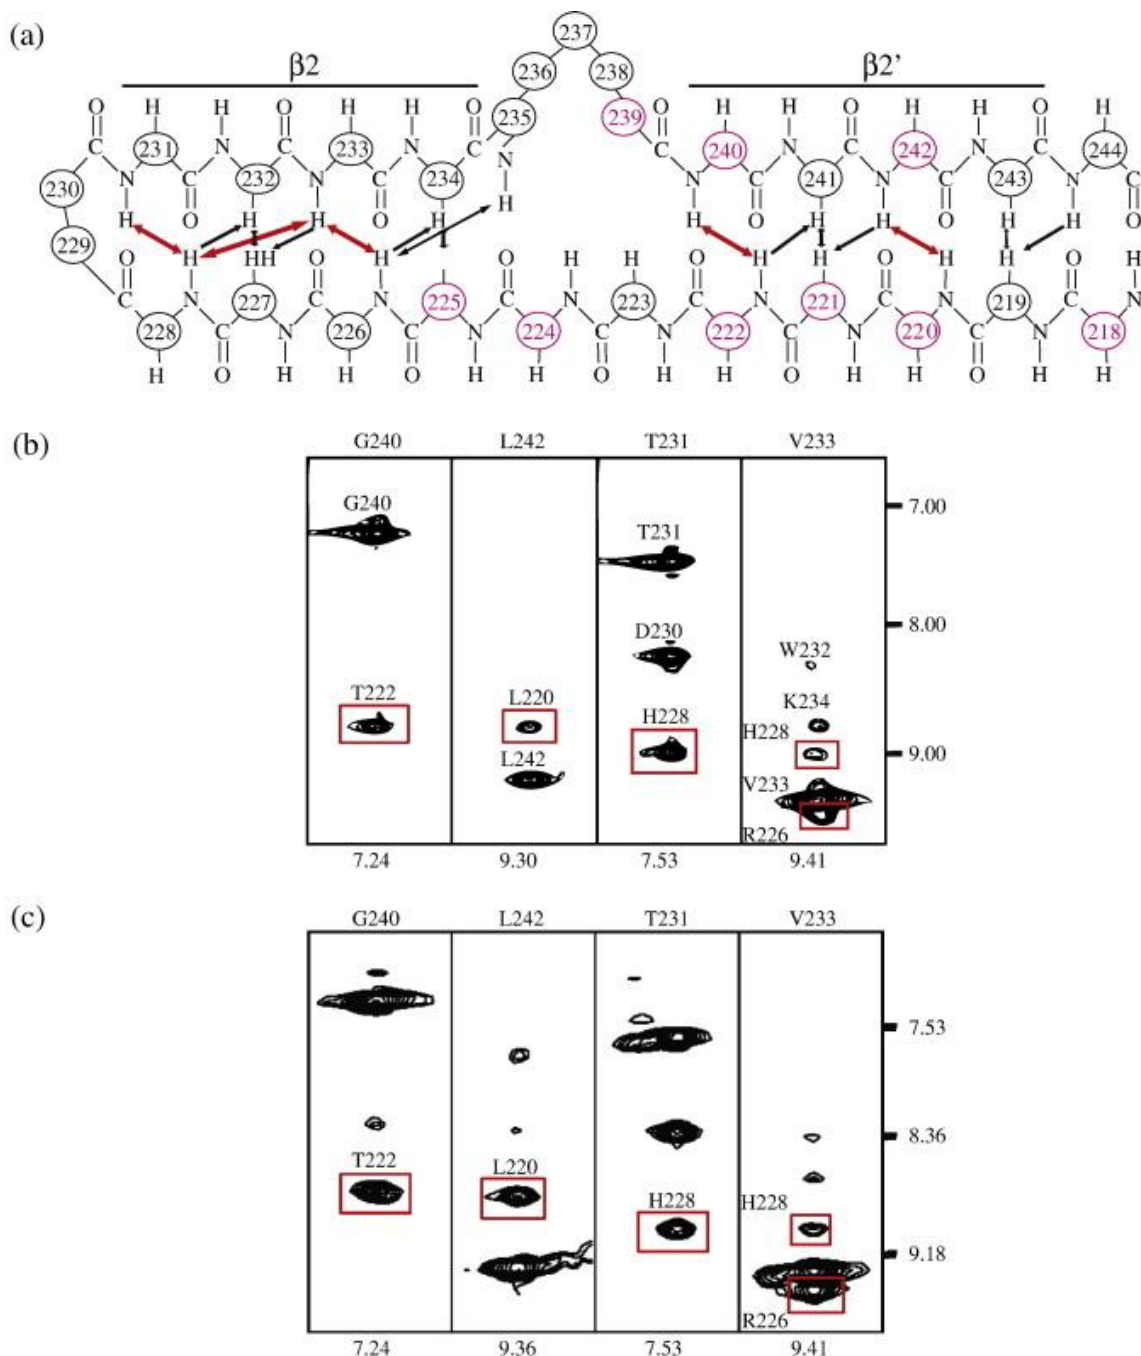 (a)
β2
β2'
237
236
238
235
239
O H H O H H O
O H H O H H O
231
233
240
242
244
C N C N C
C N C N C
N
230
232
234
241
243
N C N C
N C N C N C
O O
O O O
H H H H H
H H H H
229
H HH H H
H H H H
O O O
O O O
N N N N N N
228
227
226
225
224
223
222
221
220
219
218
C N C N C N C N C N
H O H O H O H O H O H
(b)
G240 L242 T231 V233
G240
T231
D230
W232
K234
T222
L220
H228
H228
L242
V233
R226
7.00
8.00
9.00
7.24 9.30 7.53 9.41
(c)
G240 L242 T231 V233
T222
L220
H228
H228
R226
7.53
8.36
9.18
7.24 9.36 7.53 9.41